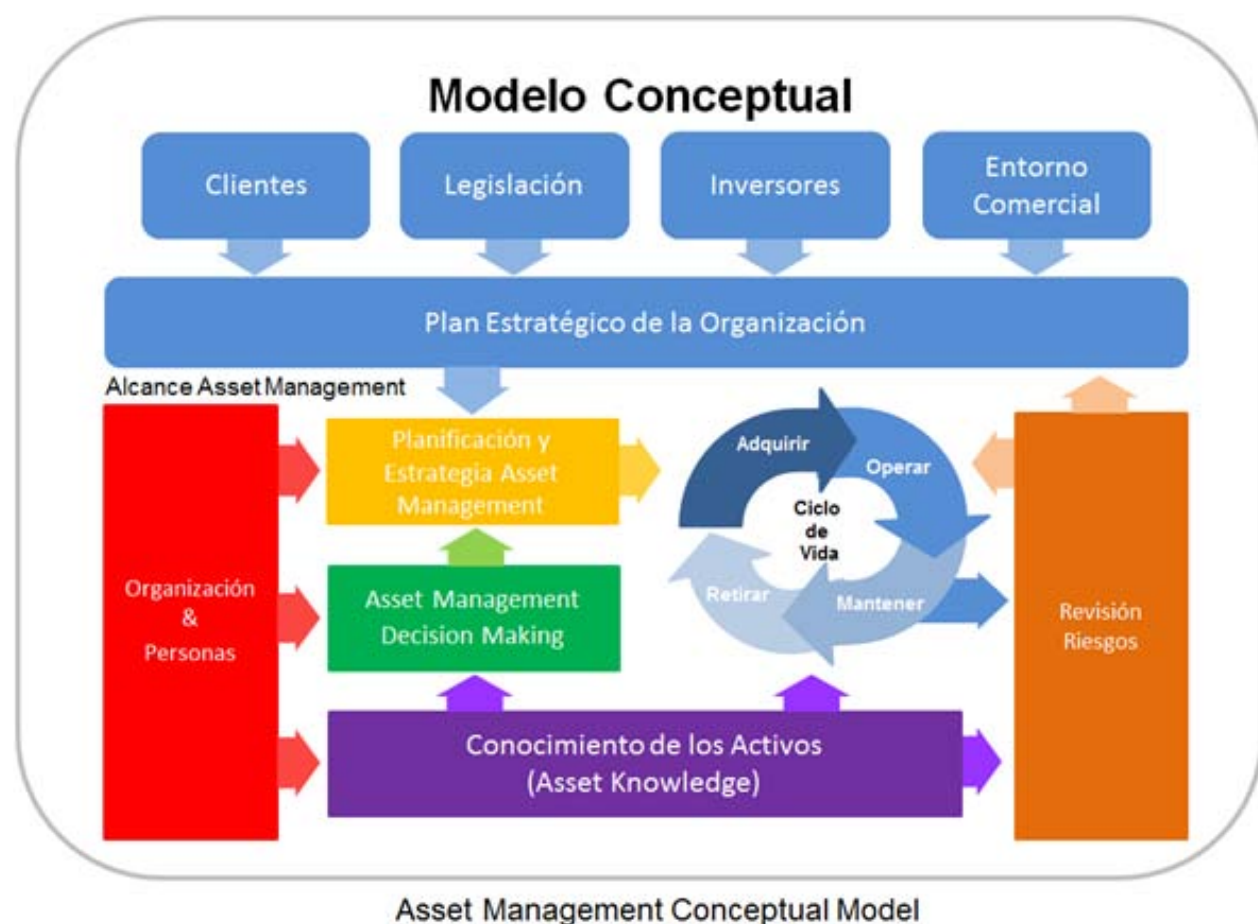 Modelo Conceptual
Clientes
Legislación
Inversores
Entorno
Comercial
Plan Estratégico de la Organización
Alcance Asset Management
Organización
&
Personas
Planificación y
Estrategia Asset
Management
Asset Management
Decision Making
Adquirir
Operar
Ciclo
de
Vida
Retirar
Mantener
Revisión
Riesgos
Conocimiento de los Activos
(Asset Knowledge)
Asset Management Conceptual Model